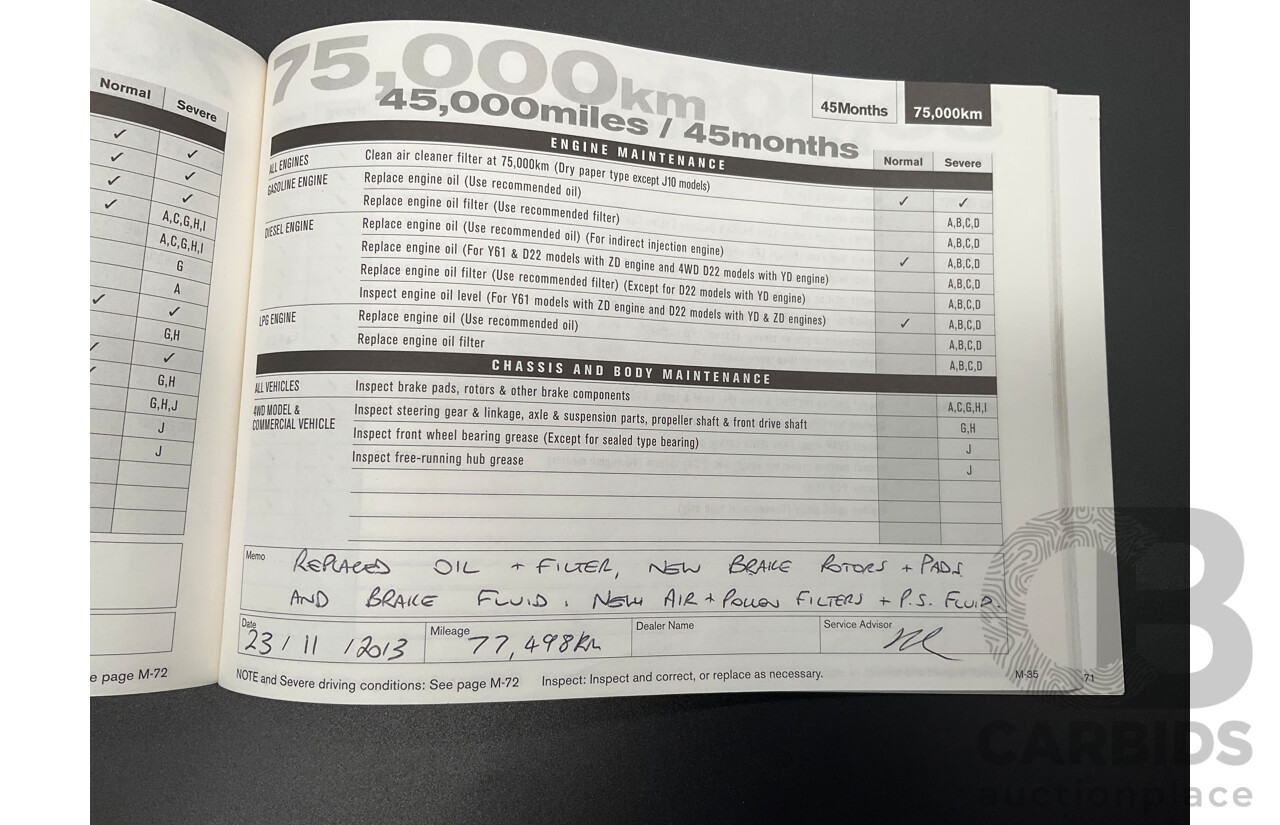 Normal Severe
✓ ✓
✓ ✓
✓ ✓
✓ A,C,G,H,I
A,C,G,H,I
G
A
✓ ✓
G,H
✓ ✓
✓ G,H
G,H,J
J
J
e page M-72
75,000km
45,000miles / 45months
45Months 75,000km
ENGINE MAINTENANCE Normal Severe
ALL ENGINES Clean air cleaner filter at 75,000km (Dry paper type except J10 models) ✓ ✓
GASOLINE ENGINE Replace engine oil (Use recommended oil) A,B,C,D
Replace engine oil filter (Use recommended filter) A,B,C,D
DIESEL ENGINE Replace engine oil (Use recommended oil) (For indirect injection engine) ✓ A,B,C,D
Replace engine oil (For Y61 & D22 models with ZD engine and 4WD D22 models with YD engine) A,B,C,D
Replace engine oil filter (Use recommended filter) (Except for D22 models with YD engine) A,B,C,D
Inspect engine oil level (For Y61 models with ZD engine and D22 models with YD & ZD engines) ✓ A,B,C,D
LPG ENGINE Replace engine oil (Use recommended oil) A,B,C,D
Replace engine oil filter A,B,C,D
CHASSIS AND BODY MAINTENANCE
ALL VEHICLES Inspect brake pads, rotors & other brake components A,C,G,H,I
4WD MODEL & COMMERCIAL VEHICLE Inspect steering gear & linkage, axle & suspension parts, propeller shaft & front drive shaft G,H
Inspect front wheel bearing grease (Except for sealed type bearing) J
Inspect free-running hub grease J
Memo REPLACED OIL + FILTER, NEW BRAKE ROTORS + PADS
AND BRAKE FLUID. NEW AIR + POLLEN FILTERS + P.S. FLUID.
Date 23/11/2013 Mileage 77,498km Dealer Name Service Advisor
NOTE and Severe driving conditions: See page M-72 Inspect: Inspect and correct, or replace as necessary. M-35 71
CB
CARBIDS
auctionplace